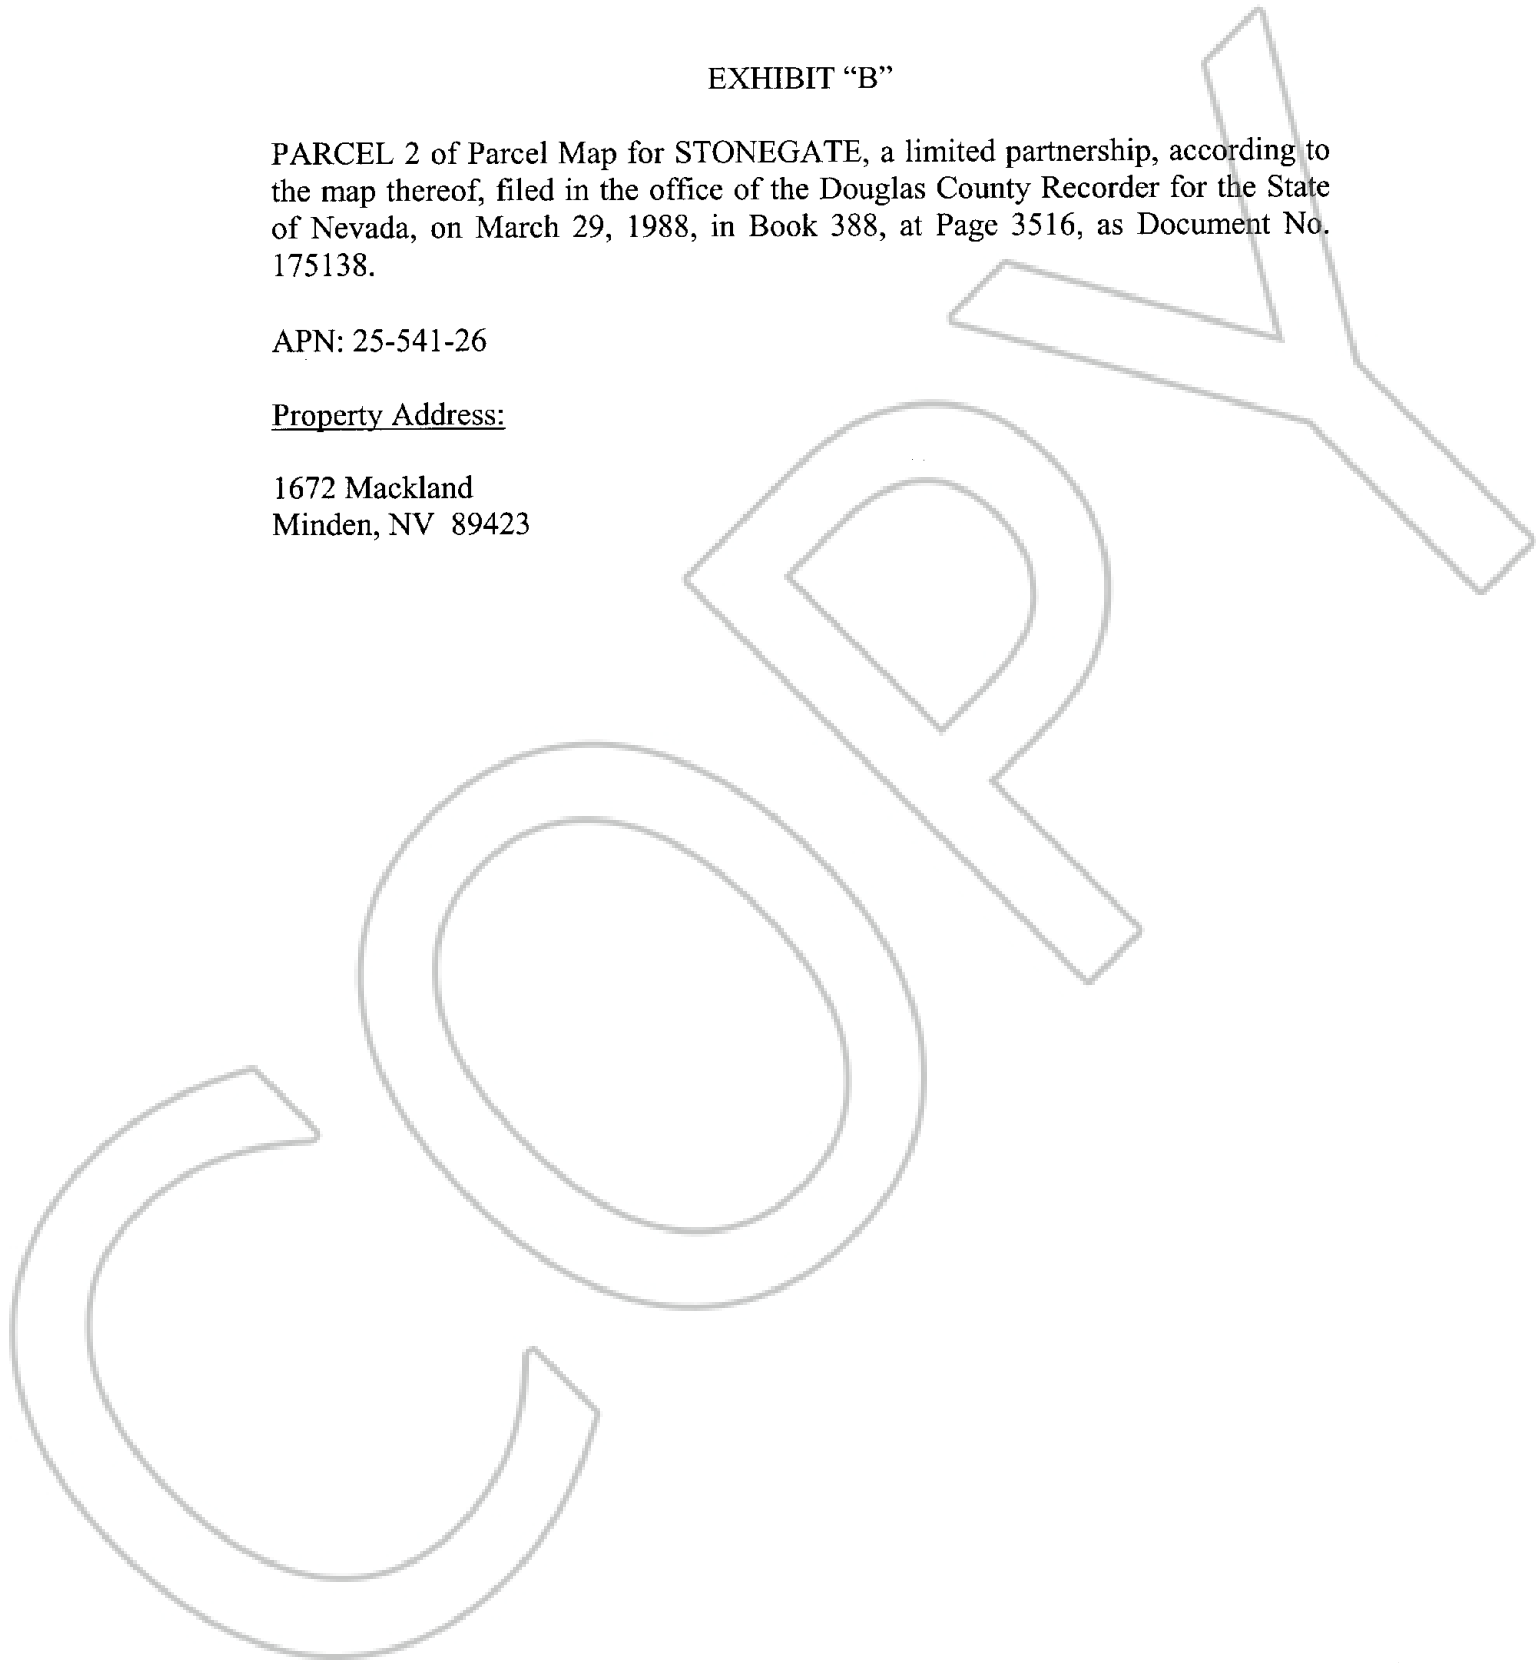 EXHIBIT “B”
PARCEL 2 of Parcel Map for STONEGATE, a limited partnership, according to
the map thereof, filed in the office of the Douglas County Recorder for the State
of Nevada, on March 29, 1988, in Book 388, at Page 3516, as Document No.
175138.
APN: 25-541-26
Property Address:
1672 Mackland
Minden, NV 89423
COPY